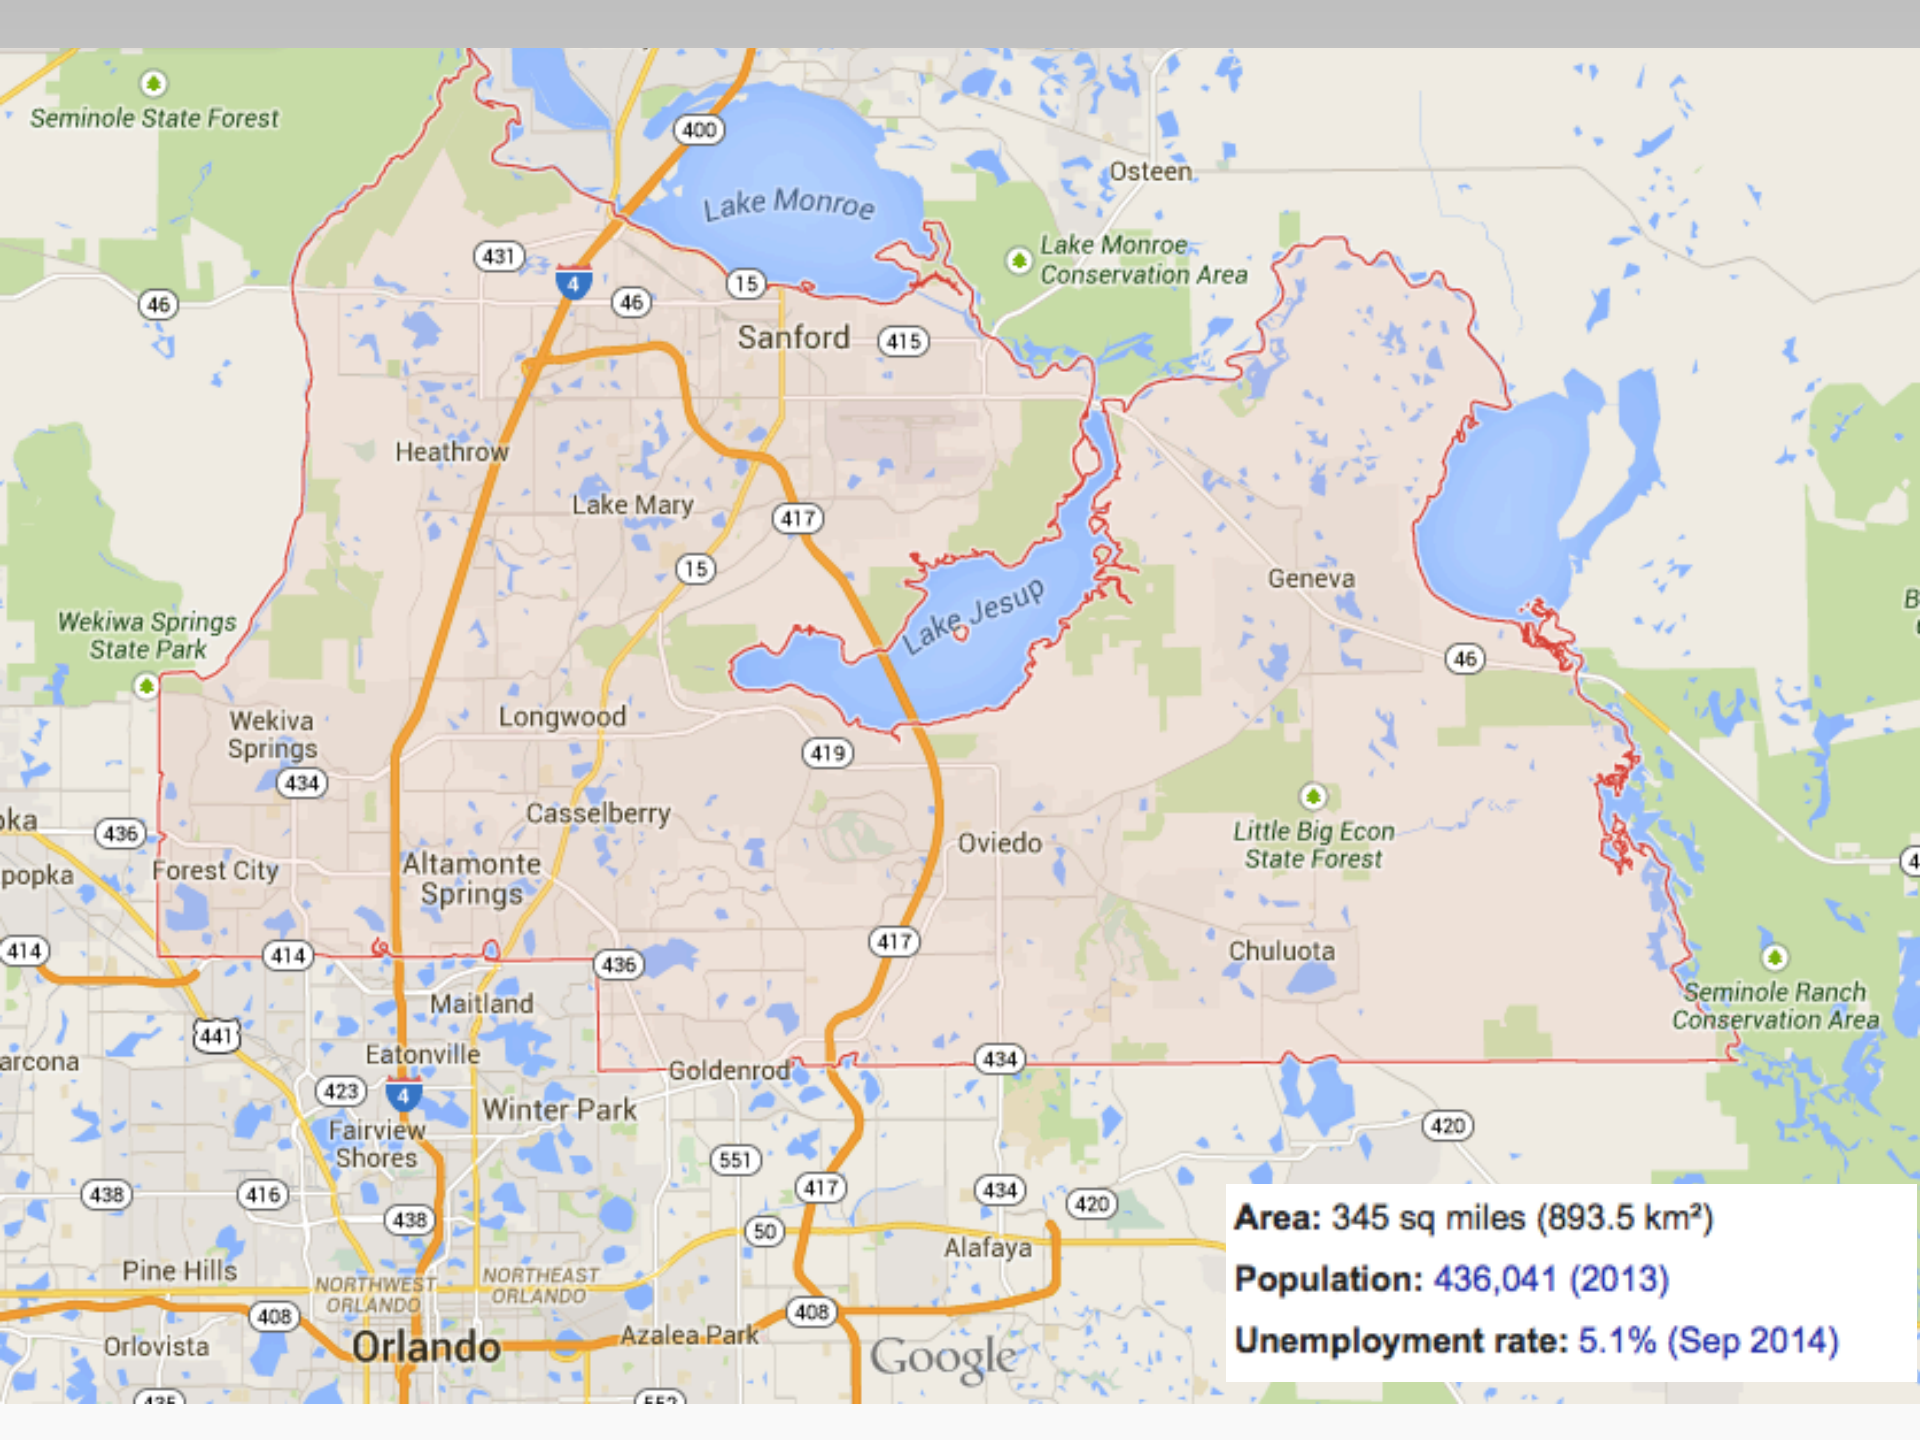 Seminole State Forest
400
Osteen
Lake Monroe
431
Lake Monroe
Conservation Area
4
15
46
46
Sanford
415
Heathrow
Lake Mary
417
15
Geneva
Lake Jesup
Wekiwa Springs
State Park
46
Wekiva
Springs
Longwood
419
434
Casselberry
oka
436
Little Big Econ
State Forest
Oviedo
popka
Forest City
Altamonte
Springs
414
414
417
436
Chuluota
Maitland
Seminole Ranch
Conservation Area
441
Eatonville
arcona
434
Goldenrod
423
4
Winter Park
Fairview
Shores
420
551
438
416
417
434
420
438
50
Alafaya
Pine Hills
NORTHWEST
ORLANDO
NORTHEAST
ORLANDO
408
408
Orlovista
Orlando
Azalea Park
Google
435
552
Area: 345 sq miles (893.5 km²)
Population: 436,041 (2013)
Unemployment rate: 5.1% (Sep 2014)